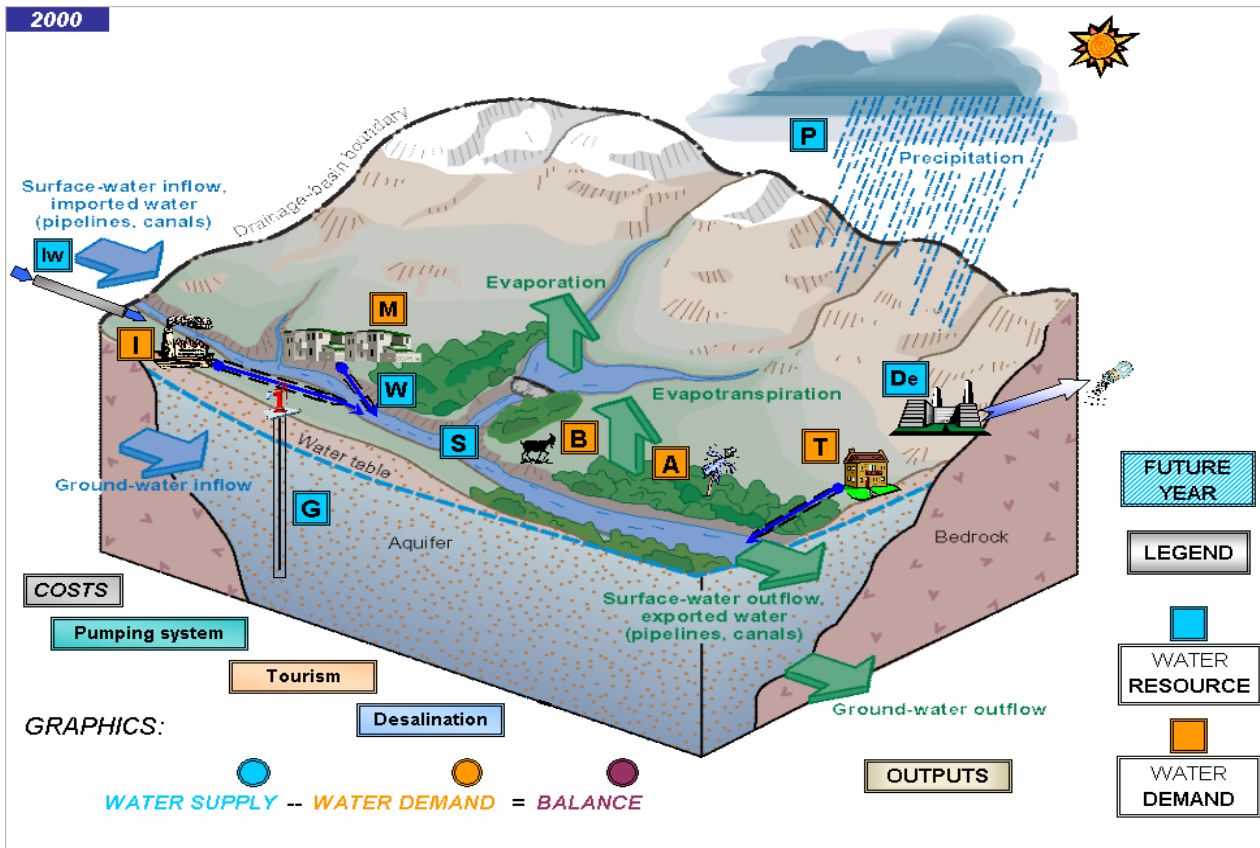 2000
Drainage-basin boundary
P
Precipitation
Surface-water inflow,
imported water
(pipelines, canals)
Iw
Evaporation
M
I
W
De
Evapotranspiration
i
S
B
A
T
Water table
Ground-water inflow
G
Aquifer
Bedrock
FUTURE
YEAR
LEGEND
COSTS
Pumping system
Surface-water outflow,
exported water
(pipelines, canals)
WATER
RESOURCE
Tourism
Ground-water outflow
Desalination
GRAPHICS:
OUTPUTS
WATER
DEMAND
WATER SUPPLY -- WATER DEMAND = BALANCE